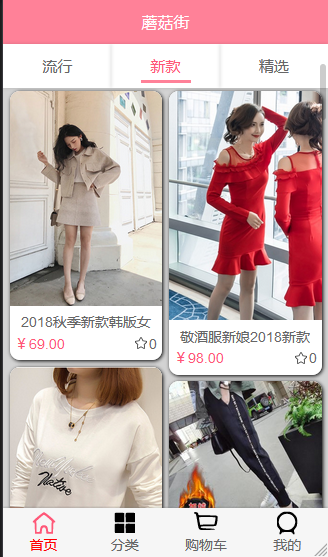 蘑菇街
流行
新款
精选
2018秋季新款韩版女
¥ 69.00
0
敬酒服新娘2018新款
¥ 98.00
0
Native
首页
分类
购物车
我的